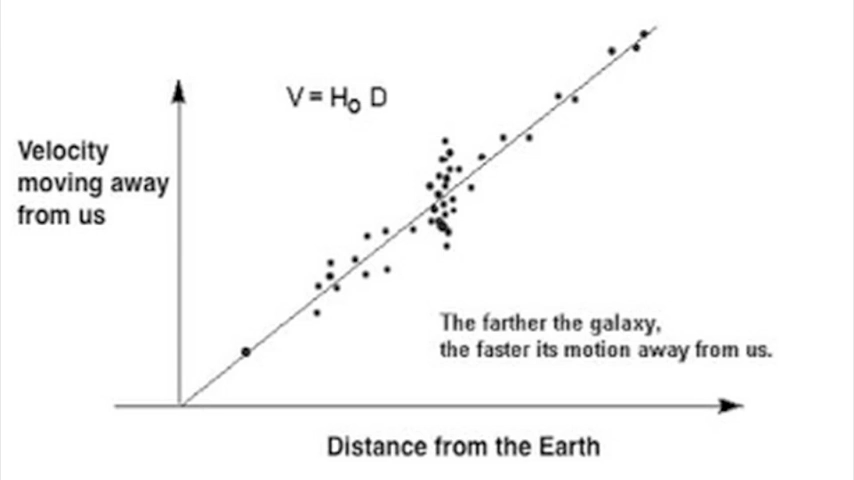 V = H₀ D
Velocity
moving away
from us
The farther the galaxy,
the faster its motion away from us.
Distance from the Earth